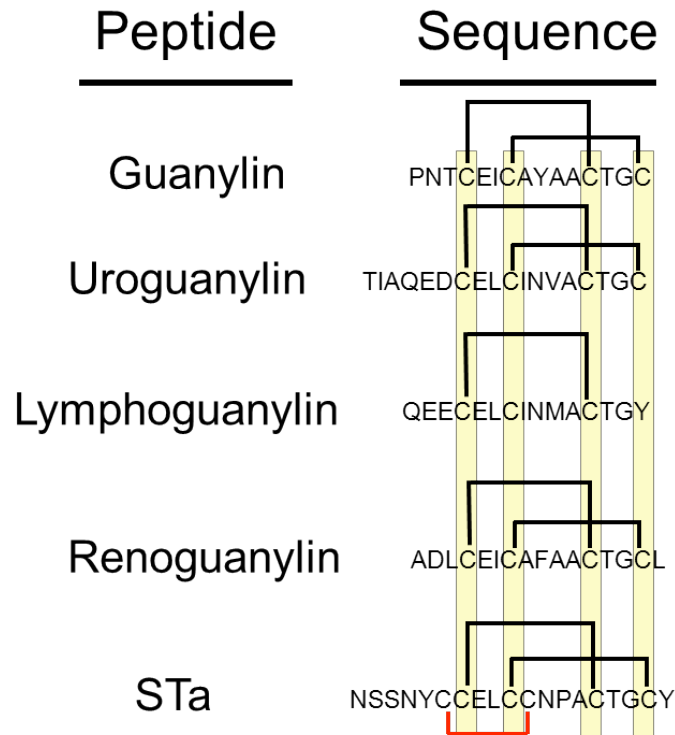 Peptide Sequence
Guanylin PNTCEICAYAACTGC
Uroguanylin TIAQEDCELCINVACTGC
Lymphoguanylin QEECELCINMACTGY
Renoguanylin ADLCEICAFAACTGCL
STa NSSNYCCELCCNPACTGCY